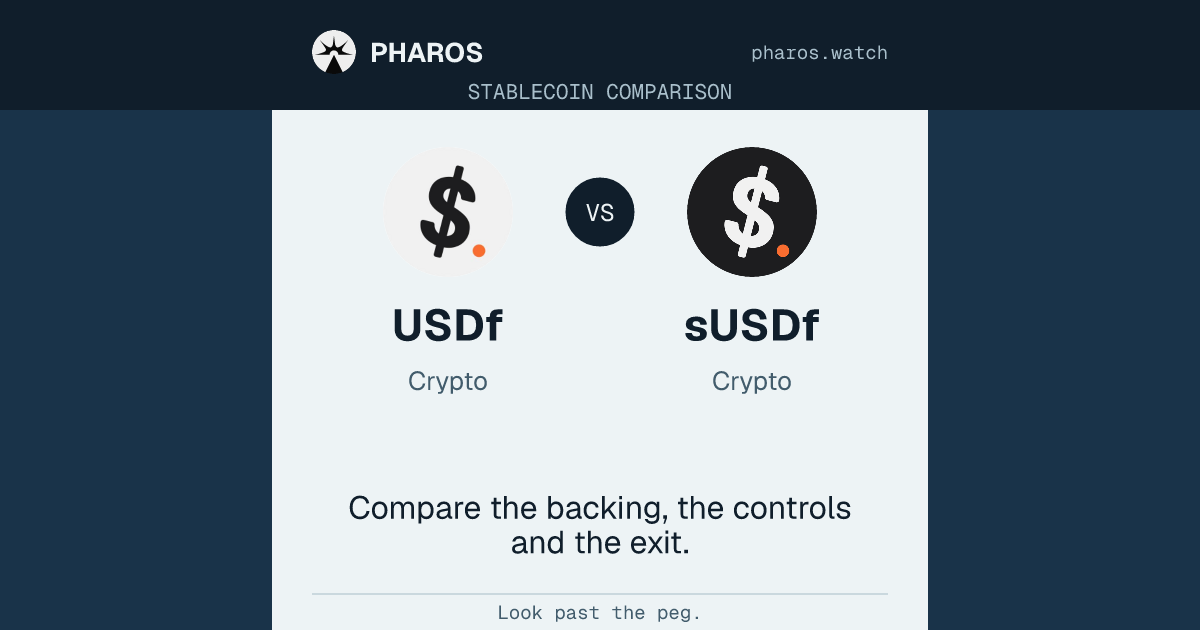 PHAROS
pharos.watch
STABLECOIN COMPARISON
$
VS
$
USDf
sUSDf
Crypto
Crypto
Compare the backing, the controls
and the exit.
Look past the peg.